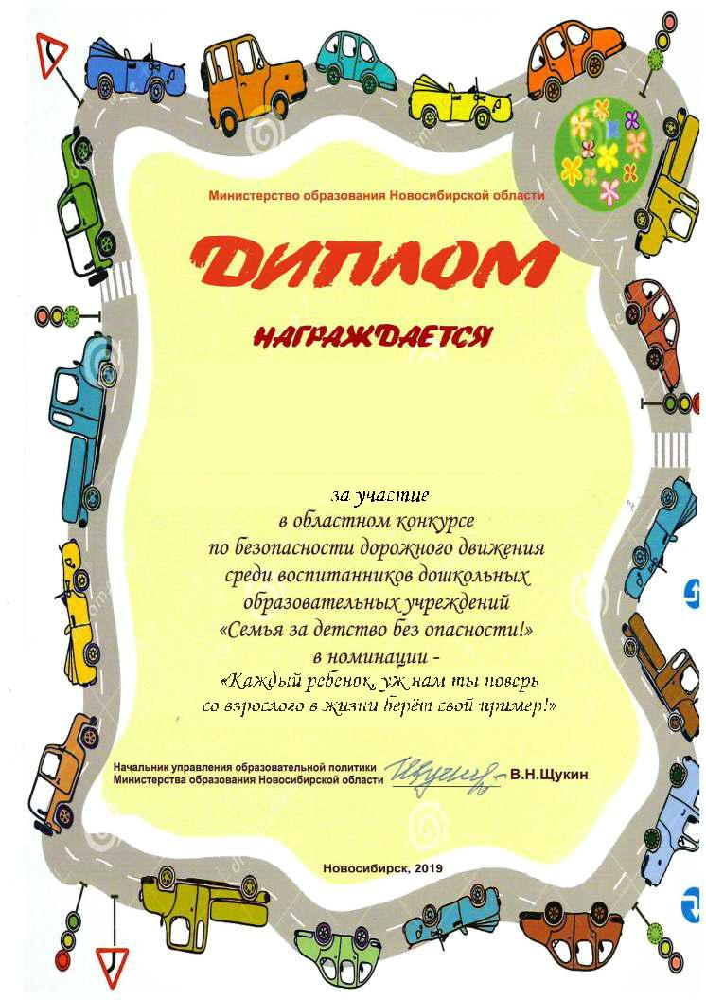 Министерство образования Новосибирской области
ДИПЛОМ
НАГРАЖДАЕТСЯ
за участие
в областном конкурсе
по безопасности дорожного движения
среди воспитанников дошкольных
образовательных учреждений
«Семья за детство без опасности!»
в номинации -
«Каждый ребенок, уж нам ты поверь
со взрослого в жизни берёт свой пример!»
Начальник управления образовательной политики
Министерства образования Новосибирской области
В.Н.Щукин
Новосибирск, 2019